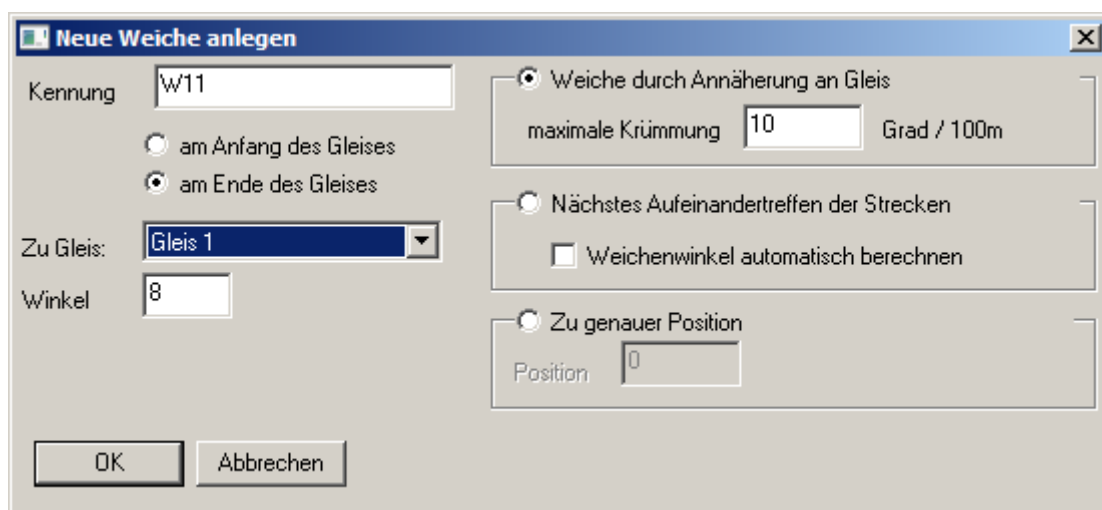 Neue Weiche anlegen
Kennung
W11
am Anfang des Gleises
am Ende des Gleises
Zu Gleis:
Gleis 1
Winkel
8
Weiche durch Annäherung an Gleis
maximale Krümmung
10
Grad / 100m
Nächstes Aufeinandertreffen der Strecken
Weichenwinkel automatisch berechnen
Zu genauer Position
Position
0
OK
Abbrechen